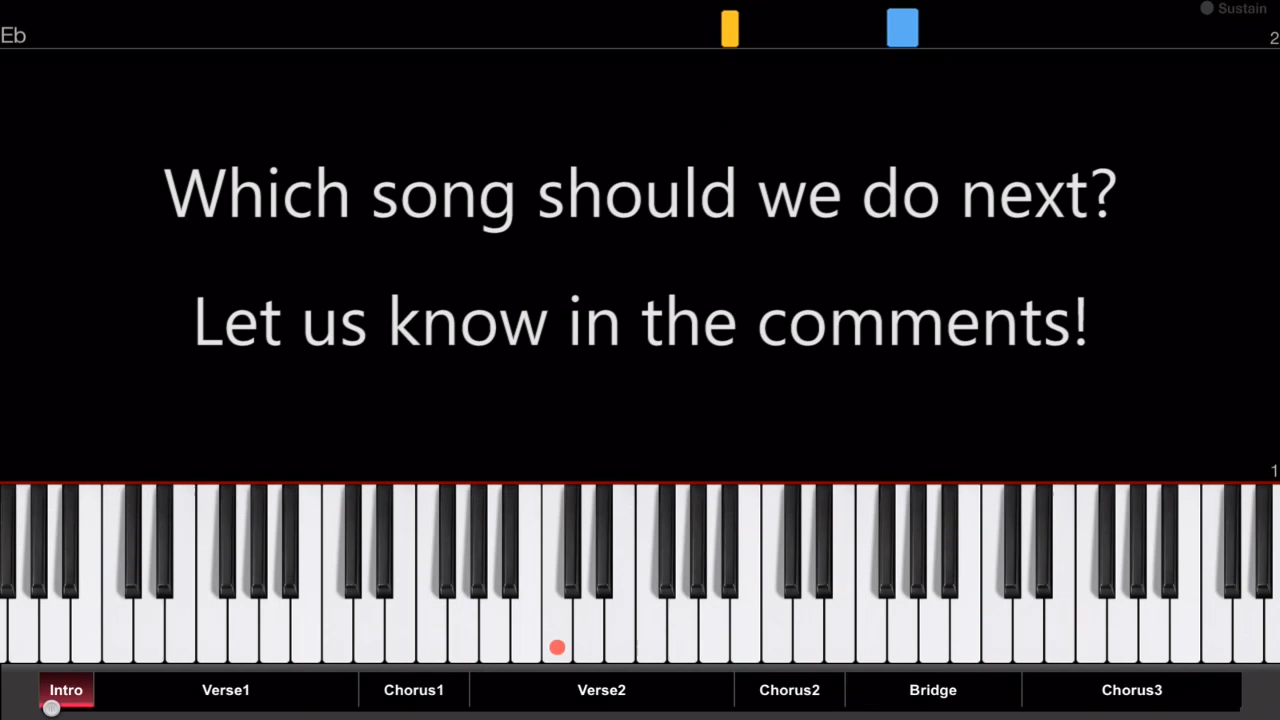 Sustain
Eb
2
Which song should we do next?
Let us know in the comments!
1
Intro Verse1 Chorus1 Verse2 Chorus2 Bridge Chorus3